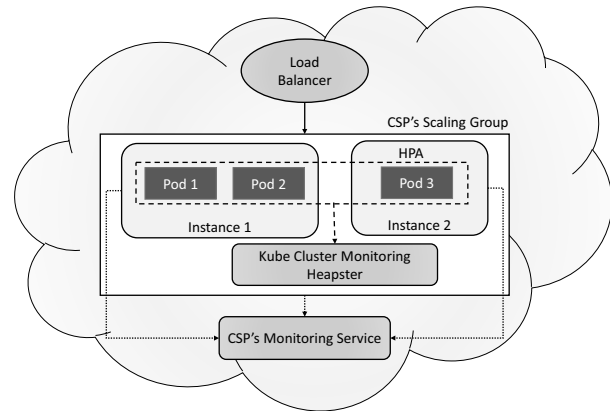 Load
Balancer
CSP's Scaling Group
HPA
Pod 1
Pod 2
Pod 3
Instance 1
Instance 2
Kube Cluster Monitoring
Heapster
CSP's Monitoring Service